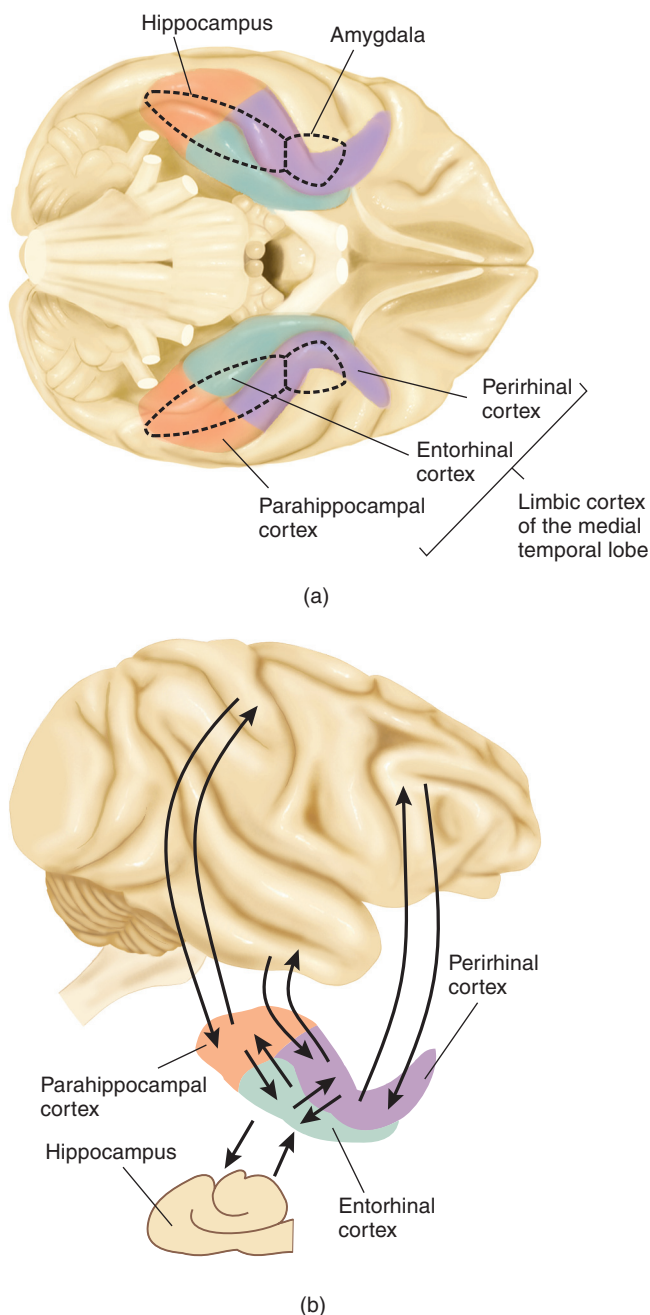 Hippocampus
Amygdala
Perirhinal
cortex
Entorhinal
cortex
Parahippocampal
cortex
Limbic cortex
of the medial
temporal lobe
(a)
Perirhinal
cortex
Parahippocampal
cortex
Hippocampus
Entorhinal
cortex
(b)